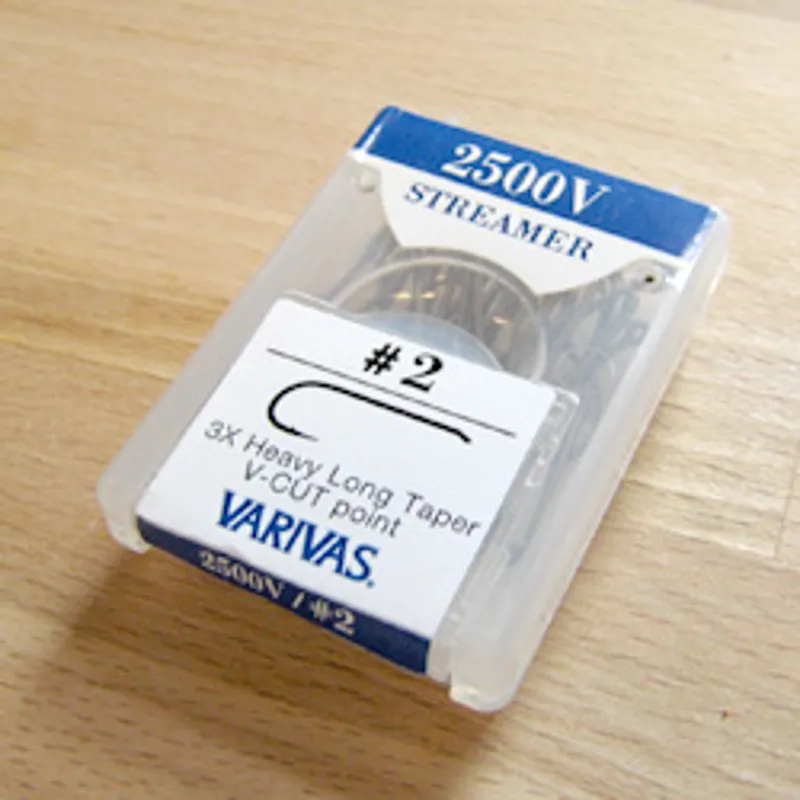 2500V
STREAMER
#2
3X Heavy Long Taper
V-CUT point
VARIVAS.
2500V / #2